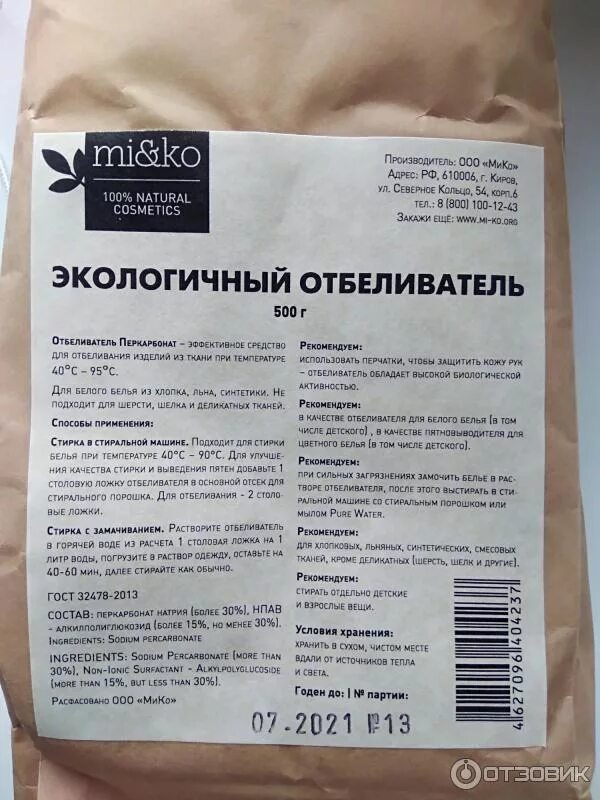 mi&ko
100% NATURAL
COSMETICS
Производитель: ООО «МиКо»
Адрес: РФ, 610006, г. Киров,
ул. Северное Кольцо, 54, корп.6
тел.: 8 (800) 100-12-43
Закажи ещё: www.mi-ko.org
ЭКОЛОГИЧНЫЙ ОТБЕЛИВАТЕЛЬ
500 г
Отбеливатель Перкарбонат – эффективное средство
для отбеливания изделий из ткани при температуре
40°С – 95°С.
Для белого белья из хлопка, льна, синтетики. Не
подходит для шерсти, шелка и деликатных тканей.
Способы применения:
Стирка в стиральной машине. Подходит для стирки
белья при температуре 40°С – 90°С. Для улучше-
ния качества стирки и выведения пятен добавьте 1
столовую ложку отбеливателя в основной отсек для
стирального порошка. Для отбеливания - 2 столо-
вые ложки.
Стирка с замачиванием. Растворите отбеливатель
в горячей воде из расчета 1 столовая ложка на 1
литр воды, погрузите в раствор одежду, оставьте на
40-60 мин, далее стирайте как обычно.
ГОСТ 32478-2013
СОСТАВ: перкарбонат натрия (более 30%), НПАВ
- алкилполиглюкозид (более 15%, но менее 30%).
Ingredients: Sodium percarbonate
INGREDIENTS: Sodium Percarbonate (more than
30%), Non-Ionic Surfactant - Alkylpolyglucoside
(more than 15%, but less than 30%).
Расфасовано ООО «МиКо»
Рекомендуем:
использовать перчатки, чтобы защитить кожу рук
– отбеливатель обладает высокой биологической
активностью.
Рекомендуем:
в качестве отбеливателя для белого белья (в том
числе детского) , в качестве пятновыводителя для
цветного белья (в том числе детского).
Рекомендуем:
при сильных загрязнениях замочить белье в рас-
творе отбеливателя, после этого выстирать в сти-
ральной машине со стиральным порошком или
мылом Pure Water.
Рекомендуем:
для хлопковых, льняных, синтетических, смесовых
тканей, кроме деликатных (шерсть, шелк и другие).
Рекомендуем:
стирать отдельно детские
и взрослые вещи.
Условия хранения:
хранить в сухом, чистом месте
вдали от источников тепла
и света.
Годен до: | № партии:
07-2021 №13
4627096404237
ОТЗОВИК